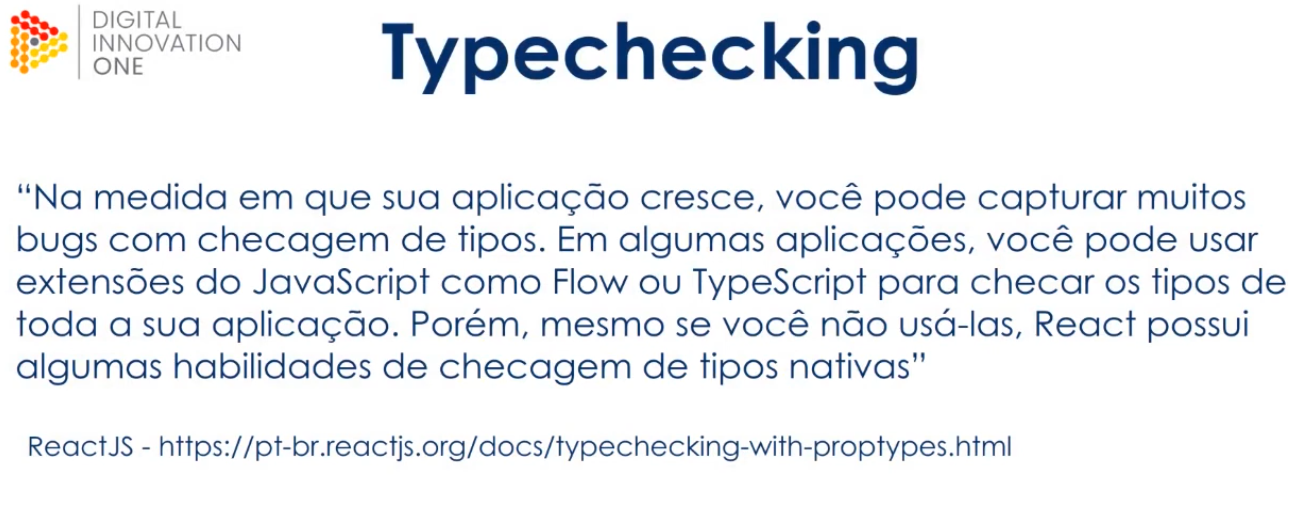 DIGITAL
INNOVATION
ONE
Typechecking
“Na medida em que sua aplicação cresce, você pode capturar muitos
bugs com checagem de tipos. Em algumas aplicações, você pode usar
extensões do JavaScript como Flow ou TypeScript para checar os tipos de
toda a sua aplicação. Porém, mesmo se você não usá-las, React possui
algumas habilidades de checagem de tipos nativas”
ReactJS - https://pt-br.reactjs.org/docs/typechecking-with-proptypes.html